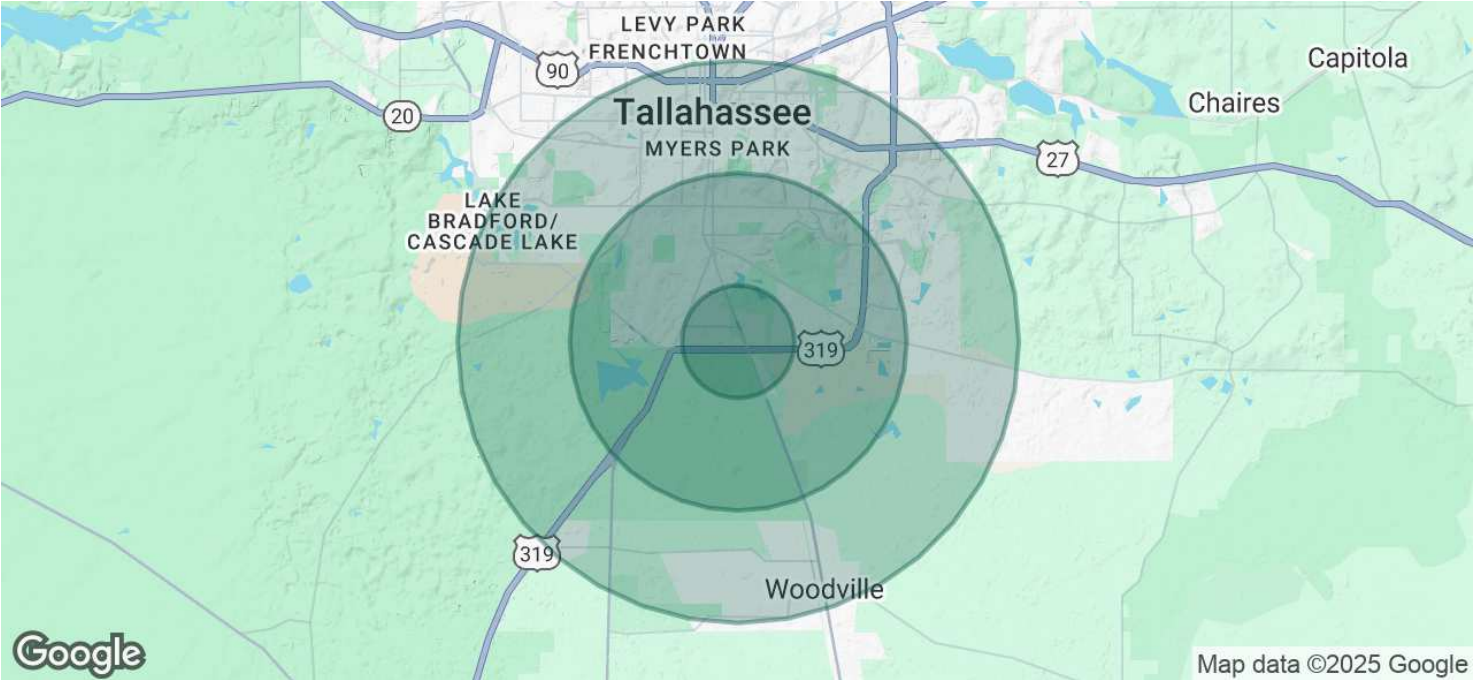 LEVY PARK
FRENCHTOWN
90
Capitola
Chaires
20
Tallahassee
MYERS PARK
27
LAKE
BRADFORD/
CASCADE LAKE
319
319
Woodville
Google
Map data ©2025 Google